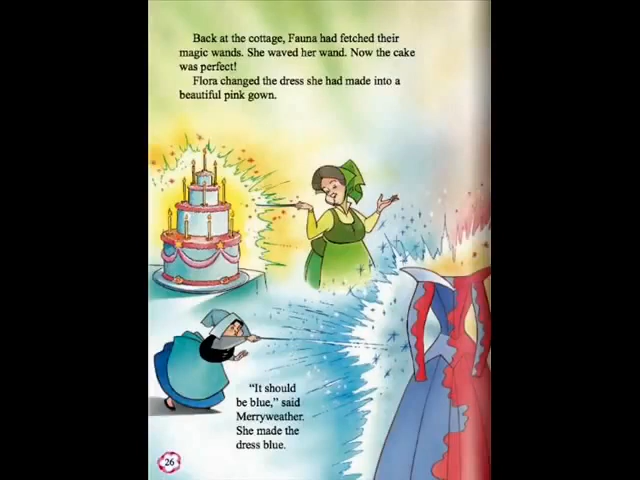 Back at the cottage, Fauna had fetched their
magic wands. She waved her wand. Now the cake
was perfect!
Flora changed the dress she had made into a
beautiful pink gown.
“It should
be blue,” said
Merryweather.
She made the
dress blue.
26